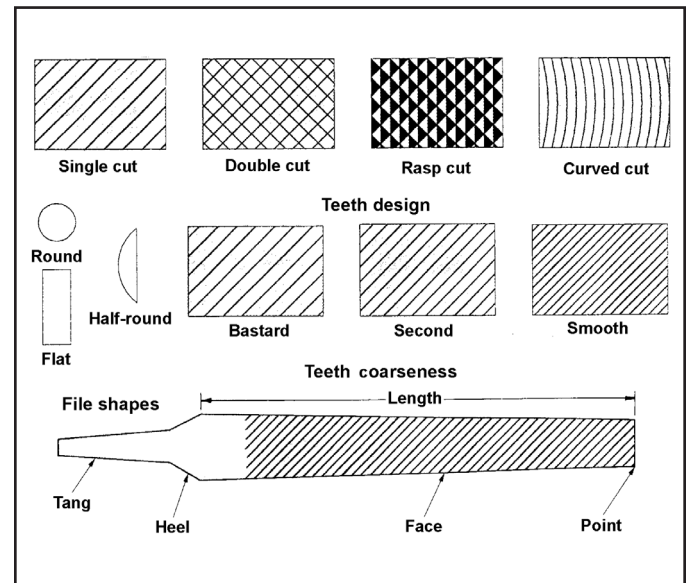 Single cut
Double cut
Rasp cut
Curved cut
Teeth design
Round
Half-round
Flat
Bastard
Second
Smooth
Teeth coarseness
File shapes
Length
Tang
Heel
Face
Point